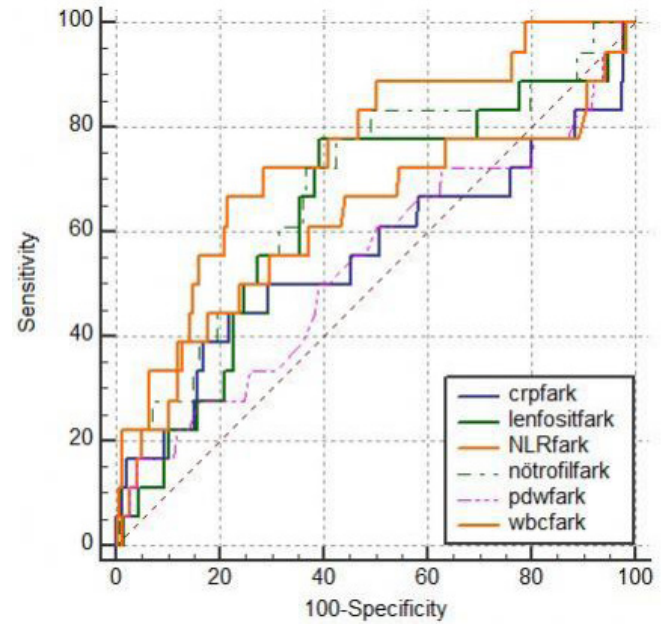 100
80
60
40
20
0
Sensitivity
0 20 40 60 80 100
100-Specificity
crpfark
lenfositfark
NLRfark
nötrofilfark
pdwfark
wbcfark